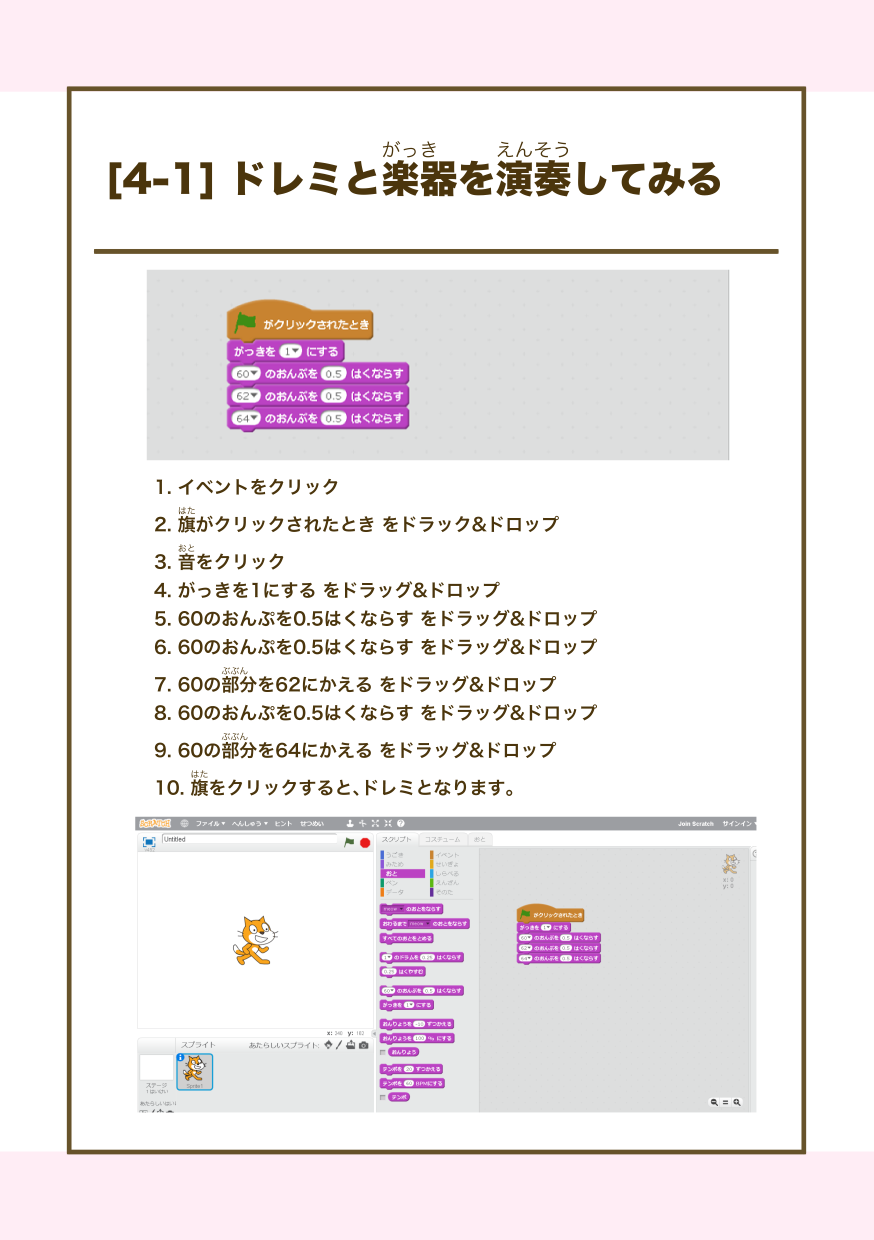 がっき えんそう
[4-1] ドレミと楽器を演奏してみる
がクリックされたとき
がっきを 1 にする
60 のおんぷを 0.5 はくならす
62 のおんぷを 0.5 はくならす
64 のおんぷを 0.5 はくならす
1. イベントをクリック
はた
2. 旗がクリックされたとき をドラック&ドロップ
おと
3. 音をクリック
4. がっきを1にする をドラッグ&ドロップ
5. 60のおんぷを0.5はくならす をドラッグ&ドロップ
6. 60のおんぷを0.5はくならす をドラッグ&ドロップ
ぶぶん
7. 60の部分を62にかえる をドラッグ&ドロップ
8. 60のおんぷを0.5はくならす をドラッグ&ドロップ
ぶぶん
9. 60の部分を64にかえる をドラッグ&ドロップ
はた
10. 旗をクリックすると、ドレミとなります。
SCRATCH ファイル へんしゅう ヒント せつめい Join Scratch サインイン
Untitled
スクリプト コスチューム おと
うごき イベント
みため せいぎょ
おと しらべる
ペン えんざん
データ そのた
x: 0
y: 0
meow のおとをならす
おわるまで meow のおとをならす
すべてのおとをとめる
1 のドラムを 0.25 はくならす
0.25 はくやすむ
60 のおんぷを 0.5 はくならす
がっきを 1 にする
おんりょうを -10 ずつかえる
おんりょうを 100 % にする
おんりょう
テンポを 20 ずつかえる
テンポを 60 BPMにする
テンポ
がクリックされたとき
がっきを 1 にする
60 のおんぷを 0.5 はくならす
62 のおんぷを 0.5 はくならす
64 のおんぷを 0.5 はくならす
x: 240 y:
スプライト あたらしいスプライト:
ステージ
1 はいけい
Sprite1
あたらしいはい